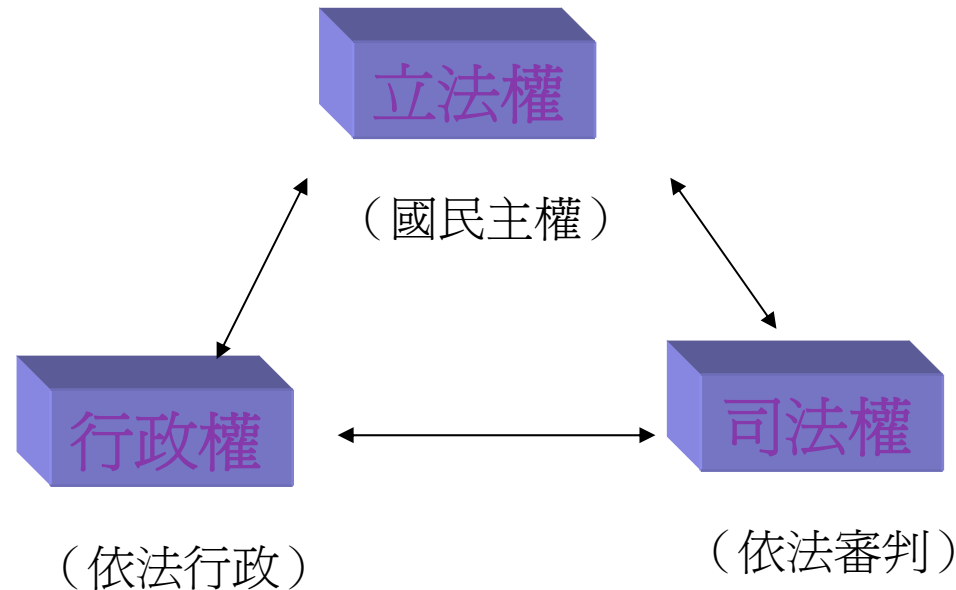 立法權
（國民主權）
行政權
司法權
（依法行政）
（依法審判）